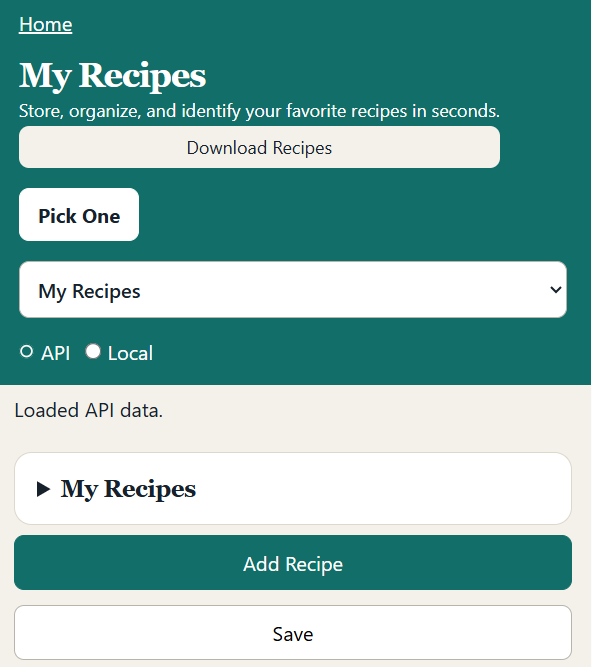 Home
My Recipes
Store, organize, and identify your favorite recipes in seconds.
Download Recipes
Pick One
My Recipes
API Local
Loaded API data.
My Recipes
Add Recipe
Save